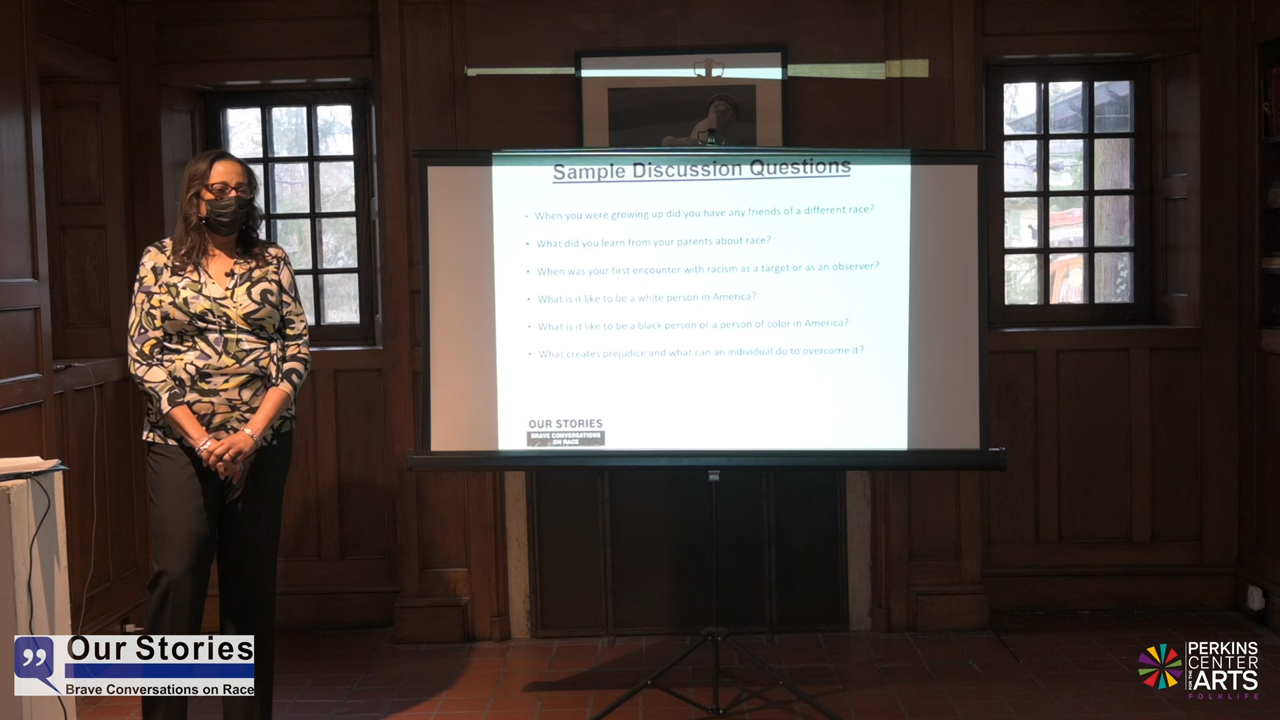 Sample Discussion Questions
• When you were growing up did you have any friends of a different race?
• What did you learn from your parents about race?
• When was your first encounter with racism as a target or as an observer?
• What is it like to be a white person in America?
• What is it like to be a black person or a person of color in America?
• What creates prejudice and what can an individual do to overcome it?
OUR STORIES
BRAVE CONVERSATIONS
ON RACE
Our Stories
Brave Conversations on Race
PERKINS
CENTER
FOR THE
ARTS
FOLKLIFE